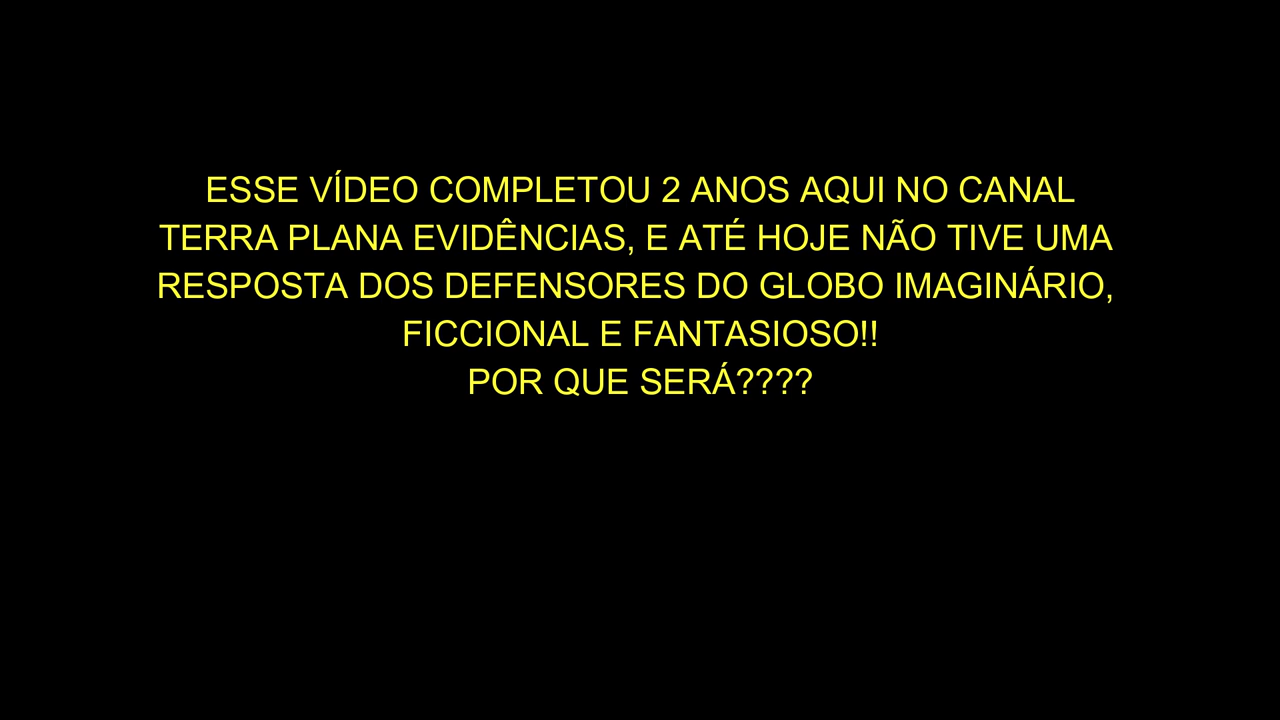 ESSE VÍDEO COMPLETOU 2 ANOS AQUI NO CANAL
TERRA PLANA EVIDÊNCIAS, E ATÉ HOJE NÃO TIVE UMA
RESPOSTA DOS DEFENSORES DO GLOBO IMAGINÁRIO,
FICCIONAL E FANTASIOSO!!
POR QUE SERÁ????